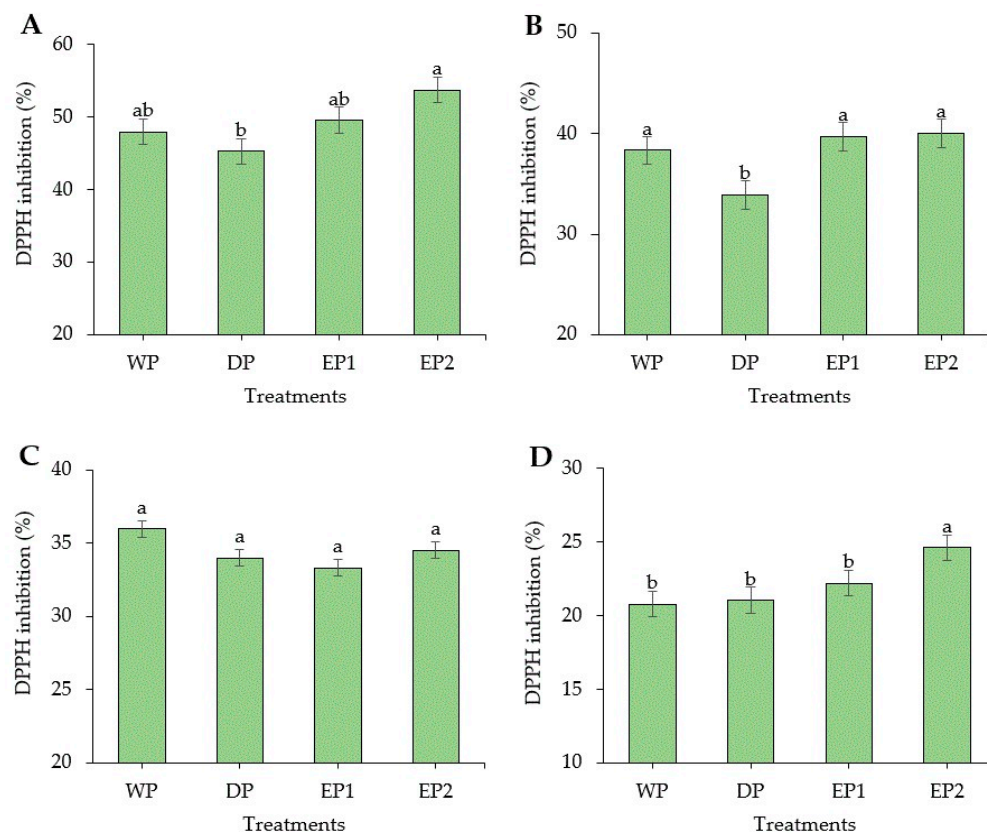 A
DPPH inhibition (%)
60
50
40
30
20
ab
b
ab
a
WP DP EP1 EP2
Treatments
B
DPPH inhibition (%)
50
40
30
20
a
b
a
a
WP DP EP1 EP2
Treatments
C
DPPH inhibition (%)
40
35
30
25
20
a
a
a
a
WP DP EP1 EP2
Treatments
D
DPPH inhibition (%)
30
25
20
15
10
b
b
b
a
WP DP EP1 EP2
Treatments